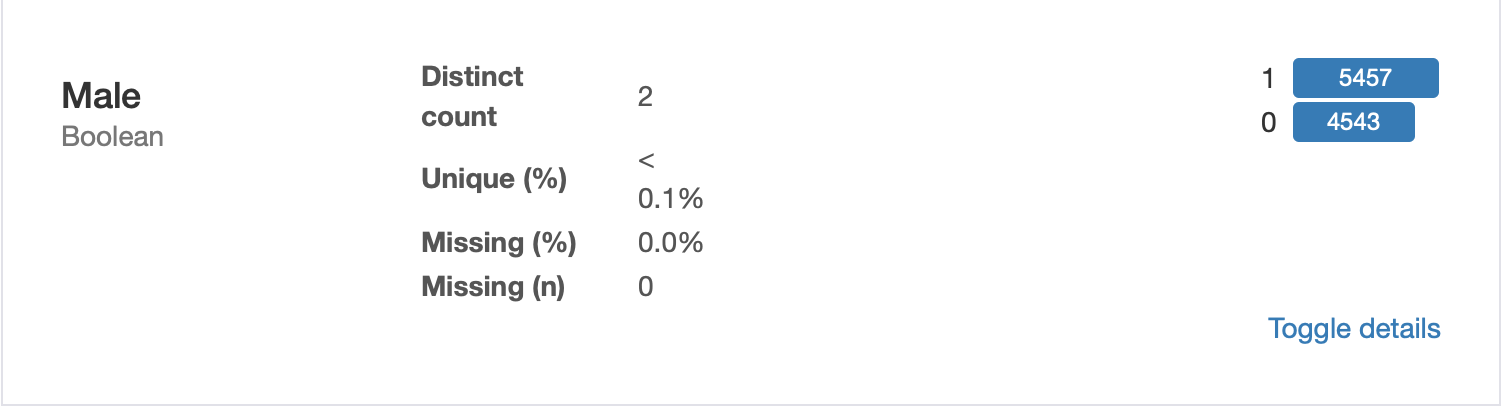 Male
Boolean
Distinct
count
2
Unique (%)
<
0.1%
Missing (%)
0.0%
Missing (n)
0
1
5457
0
4543
Toggle details